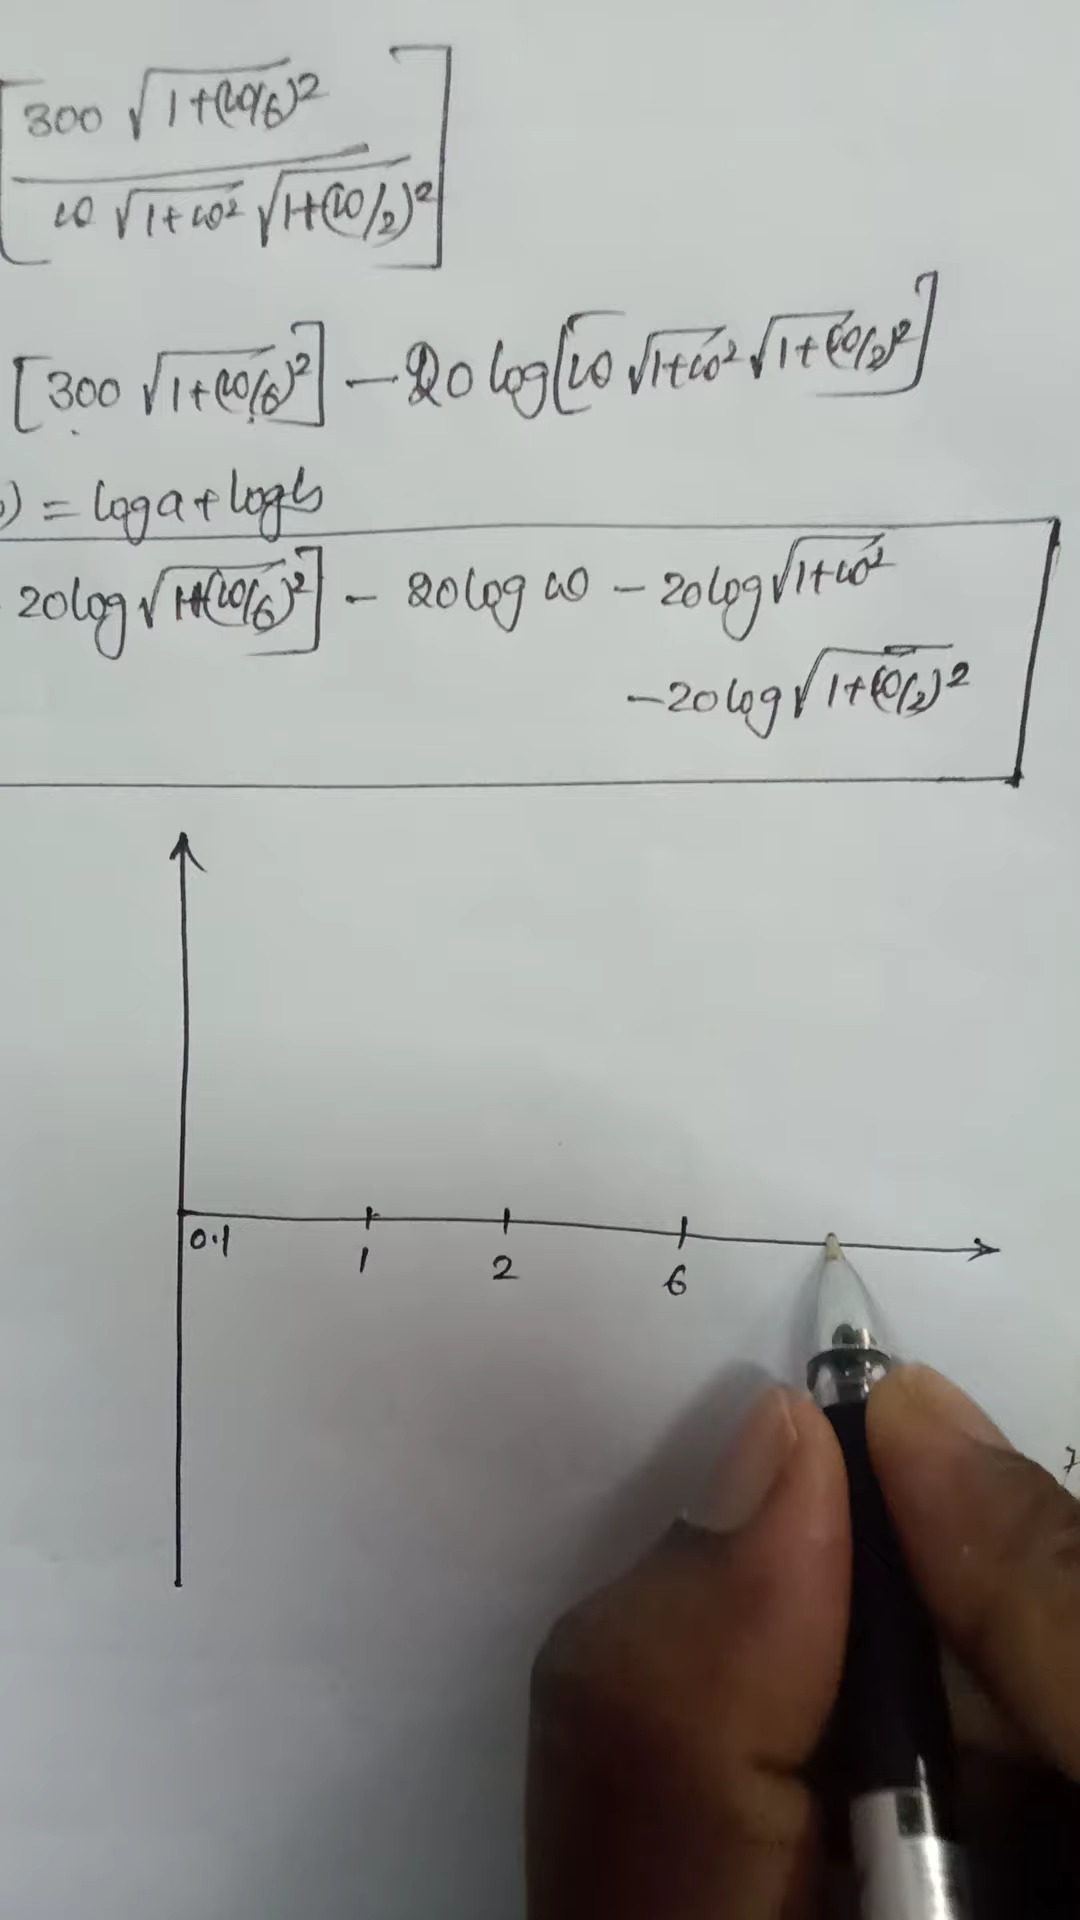 300 √1+(ω/6)²
ω √1+ω² √1+(ω/2)²
[300 √1+(ω/6)²] – 20 log[ω √1+ω² √1+(ω/2)²]
) = log a + log b
20 log √1+(ω/6)²] – 20 log ω – 20 log √1+ω²
–20 log √1+(ω/2)²
0.1
1
2
6